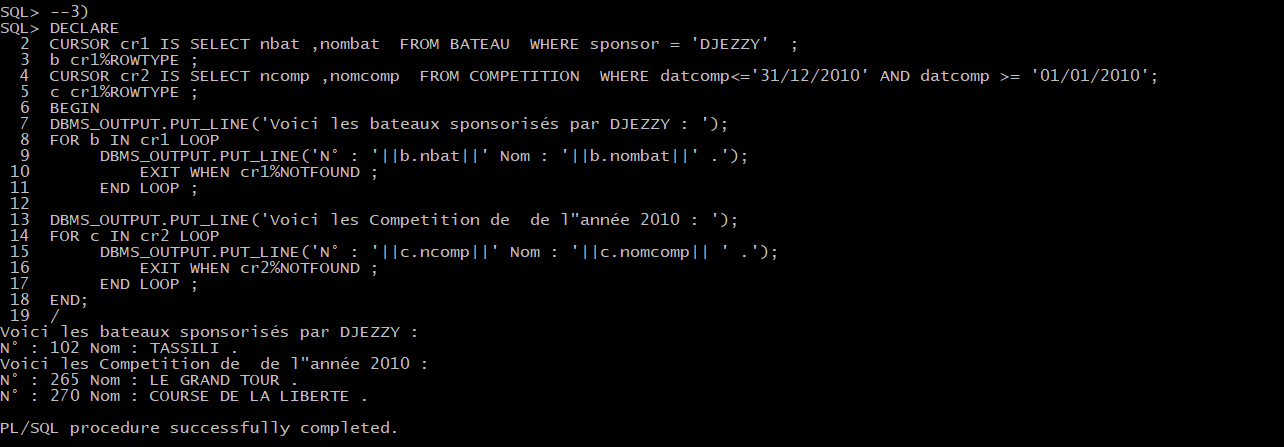 SQL> --3)
SQL> DECLARE
  2  CURSOR cr1 IS SELECT nbat ,nombat  FROM BATEAU  WHERE sponsor = 'DJEZZY'  ;
  3  b cr1%ROWTYPE ;
  4  CURSOR cr2 IS SELECT ncomp ,nomcomp  FROM COMPETITION  WHERE datcomp<='31/12/2010' AND datcomp >= '01/01/2010';
  5  c cr1%ROWTYPE ;
  6  BEGIN
  7  DBMS_OUTPUT.PUT_LINE('Voici les bateaux sponsorisés par DJEZZY : ');
  8  FOR b IN cr1 LOOP
  9       DBMS_OUTPUT.PUT_LINE('N° : '||b.nbat||' Nom : '||b.nombat||' .');
 10           EXIT WHEN cr1%NOTFOUND ;
 11       END LOOP ;
 12
 13  DBMS_OUTPUT.PUT_LINE('Voici les Competition de  de l"année 2010 : ');
 14  FOR c IN cr2 LOOP
 15       DBMS_OUTPUT.PUT_LINE('N° : '||c.ncomp||' Nom : '||c.nomcomp|| ' .');
 16           EXIT WHEN cr2%NOTFOUND ;
 17       END LOOP ;
 18  END;
 19  /
Voici les bateaux sponsorisés par DJEZZY :
N° : 102 Nom : TASSILI .
Voici les Competition de  de l"année 2010 :
N° : 265 Nom : LE GRAND TOUR .
N° : 270 Nom : COURSE DE LA LIBERTE .
PL/SQL procedure successfully completed.